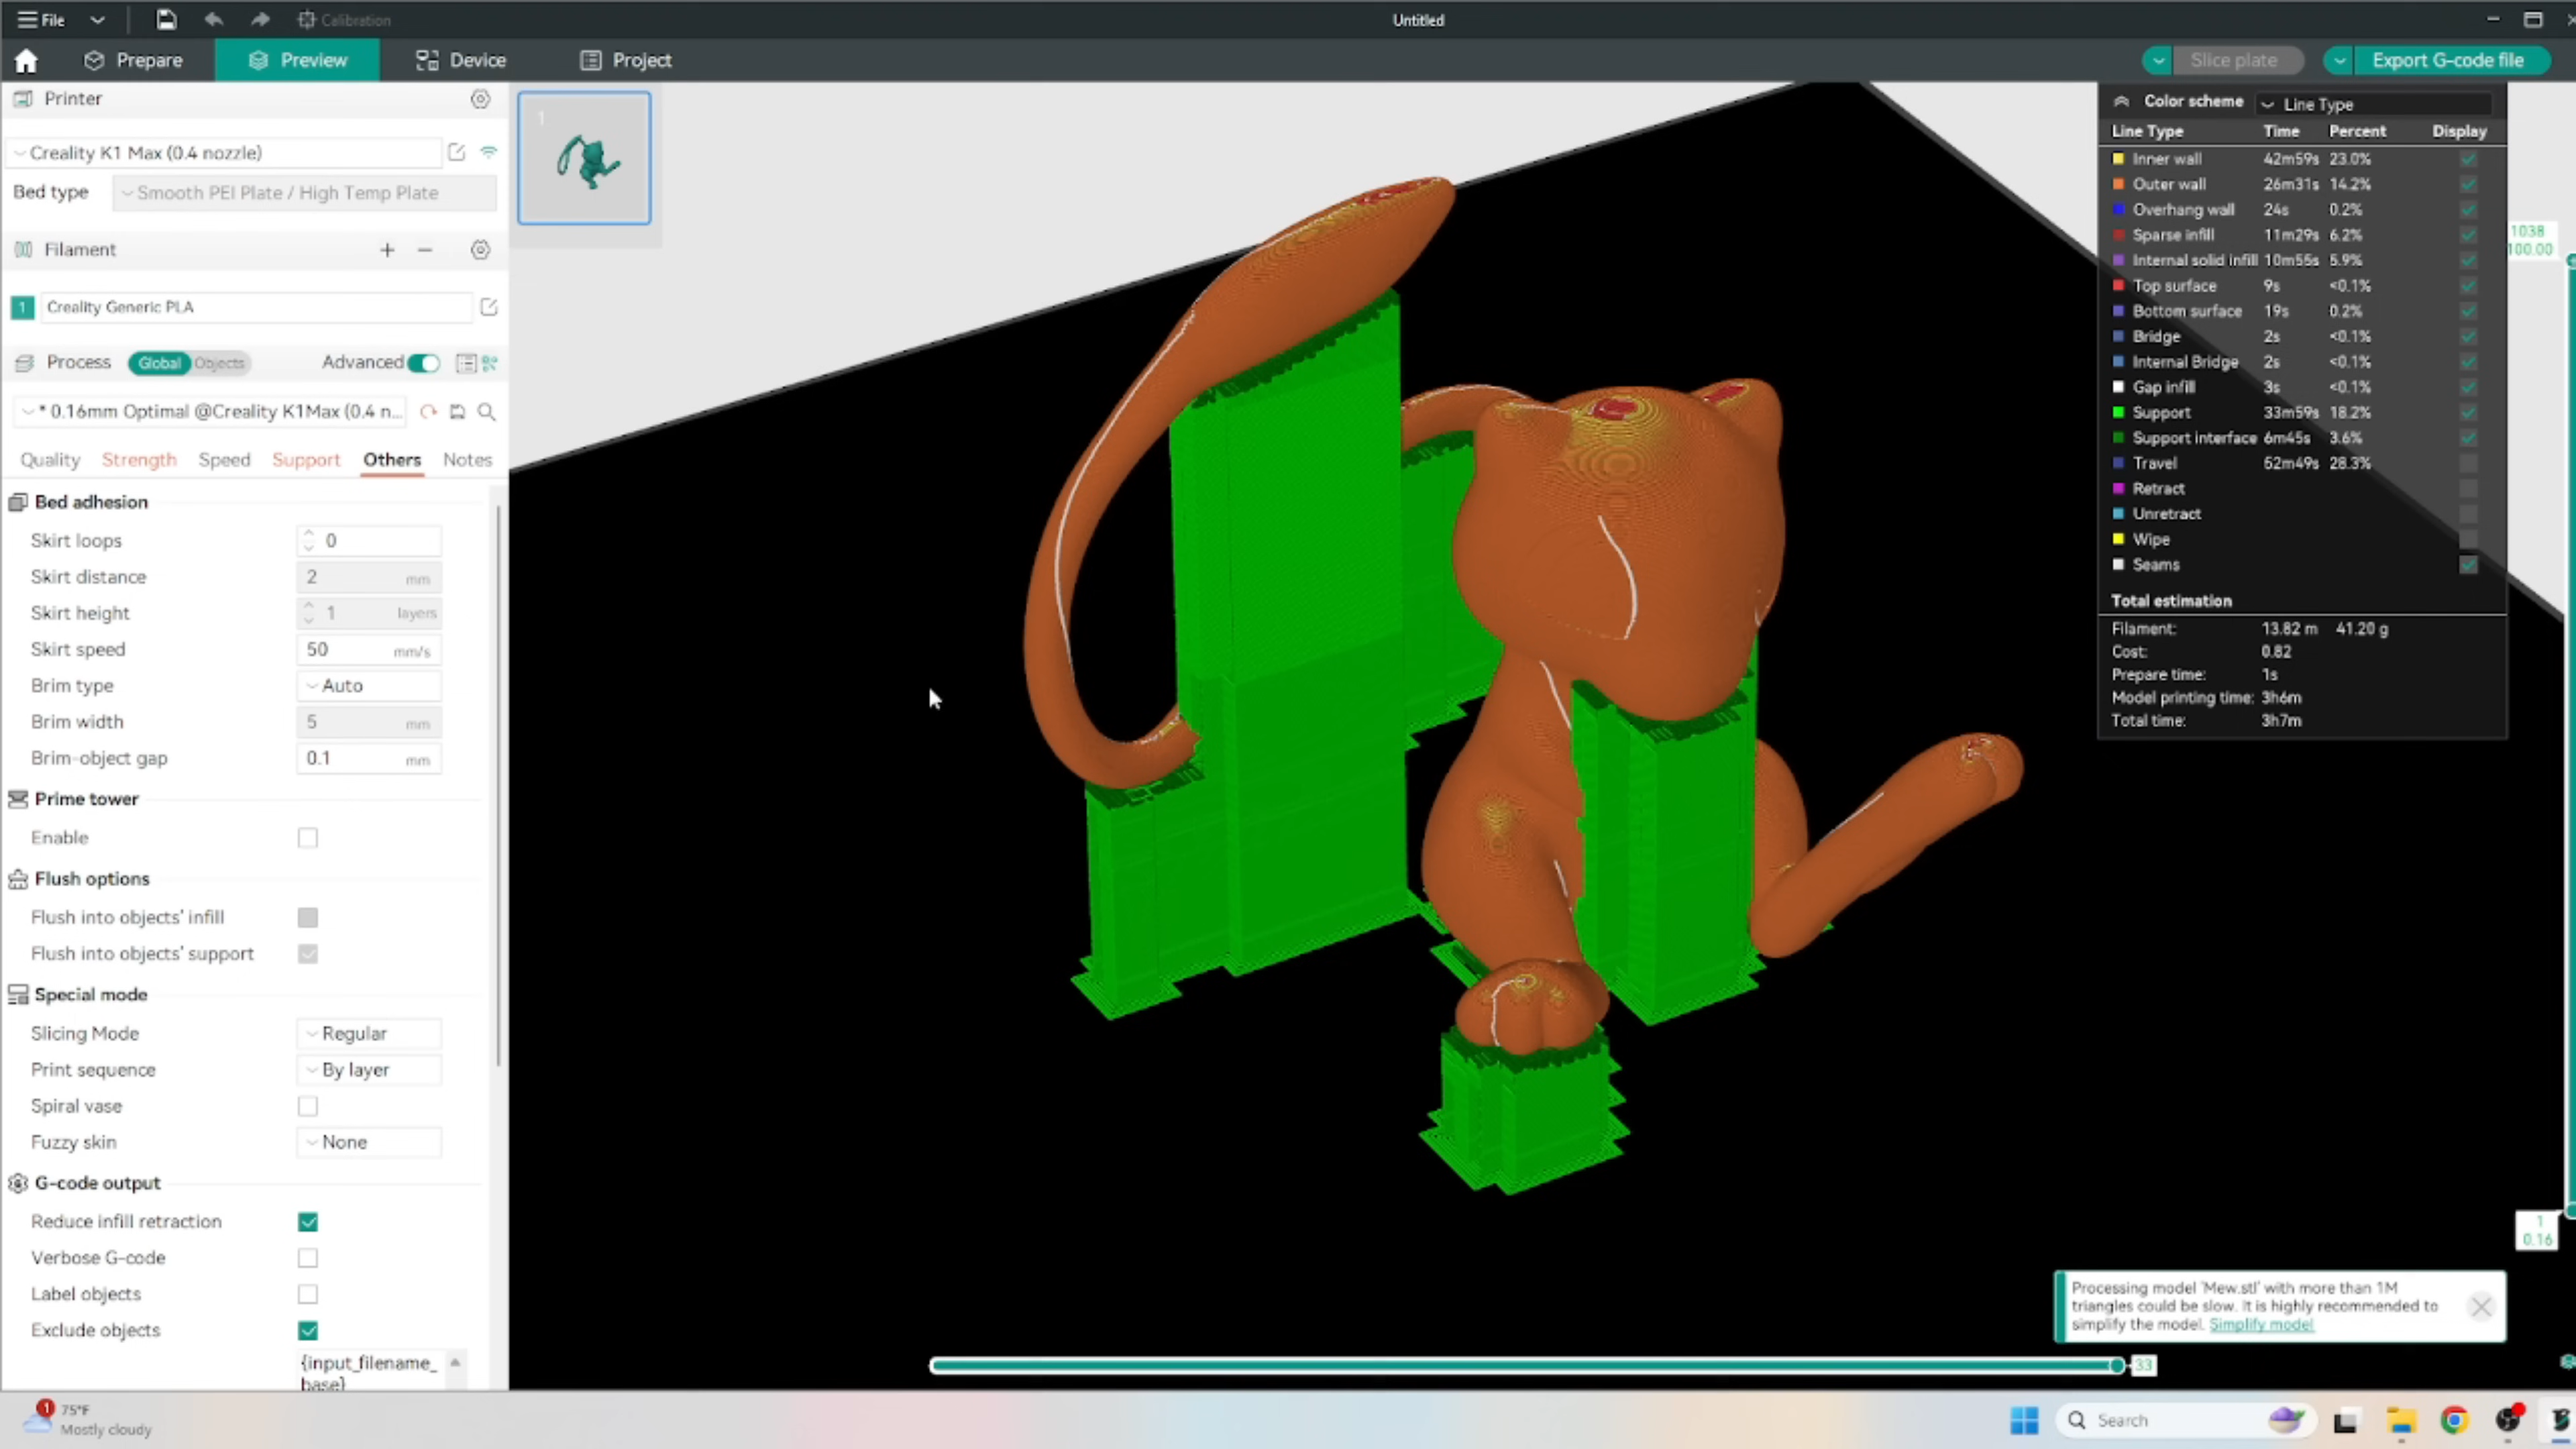 File
Calibration
Untitled
Prepare
Preview
Device
Project
Slice plate
Export G-code file
Printer
Creality K1 Max (0.4 nozzle)
Bed type
Smooth PEI Plate / High Temp Plate
Filament
1
Creality Generic PLA
Process
Global
Objects
Advanced
* 0.16mm Optimal @Creality K1Max (0.4 n...
Quality
Strength
Speed
Support
Others
Notes
Bed adhesion
Skirt loops
0
Skirt distance
2 mm
Skirt height
1 layers
Skirt speed
50 mm/s
Brim type
Auto
Brim width
5 mm
Brim-object gap
0.1 mm
Prime tower
Enable
Flush options
Flush into objects' infill
Flush into objects' support
Special mode
Slicing Mode
Regular
Print sequence
By layer
Spiral vase
Fuzzy skin
None
G-code output
Reduce infill retraction
Verbose G-code
Label objects
Exclude objects
{input_filename_
base}
1
Color scheme
Line Type
Line Type Time Percent Display
Inner wall 42m59s 23.0%
Outer wall 26m31s 14.2%
Overhang wall 24s 0.2%
Sparse infill 11m29s 6.2%
Internal solid infill 10m55s 5.9%
Top surface 9s <0.1%
Bottom surface 19s 0.2%
Bridge 2s <0.1%
Internal Bridge 2s <0.1%
Gap infill 3s <0.1%
Support 33m59s 18.2%
Support interface 6m45s 3.6%
Travel 52m49s 28.3%
Retract
Unretract
Wipe
Seams
Total estimation
Filament: 13.82 m 41.20 g
Cost: 0.82
Prepare time: 1s
Model printing time: 3h6m
Total time: 3h7m
1038
100.00
1
0.16
Processing model 'Mew.stl' with more than 1M
triangles could be slow. It is highly recommended to
simplify the model. Simplify model
33
1
75°F
Mostly cloudy
Search